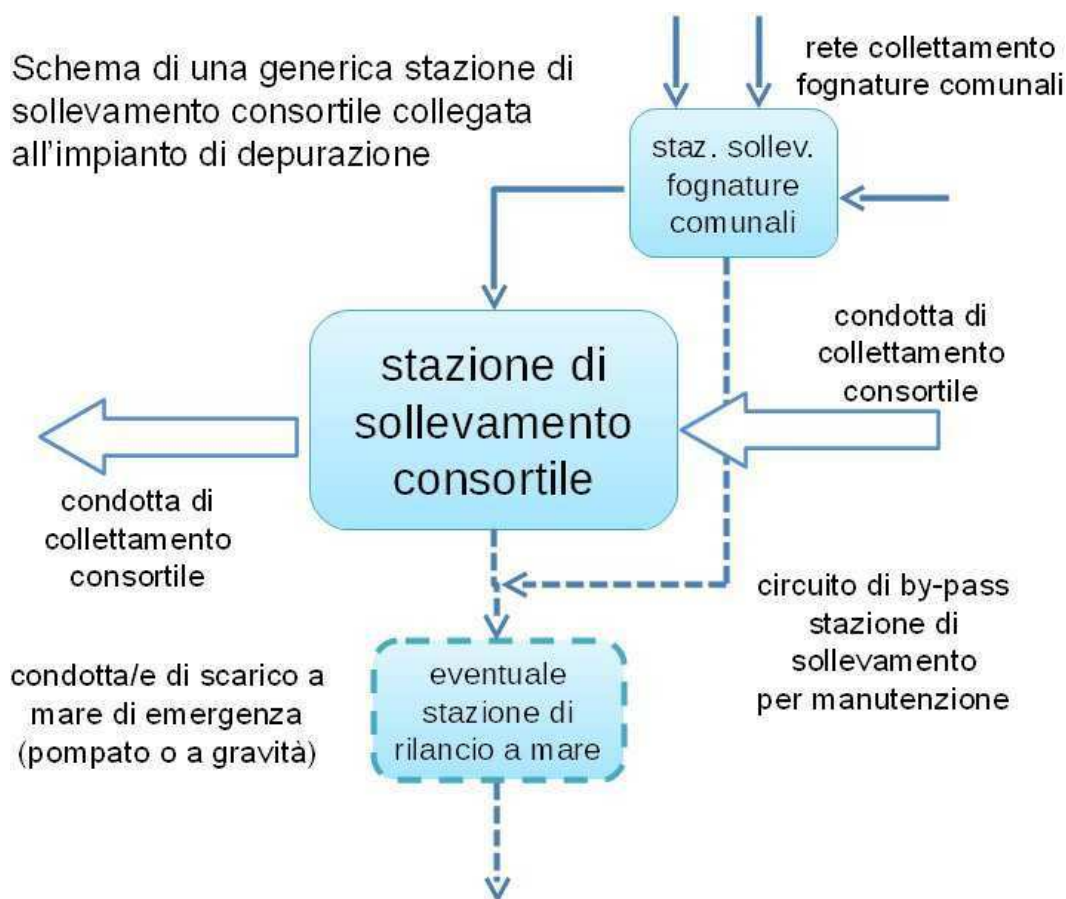 Schema di una generica stazione di
sollevamento consortile collegata
all'impianto di depurazione
rete collettamento
fognature comunali
staz. sollev.
fognature
comunali
condotta di
collettamento
consortile
stazione di
sollevamento
consortile
condotta di
collettamento
consortile
circuito di by-pass
stazione di
sollevamento
per manutenzione
condotta/e di scarico a
mare di emergenza
(pompato o a gravità)
eventuale
stazione di
rilancio a mare